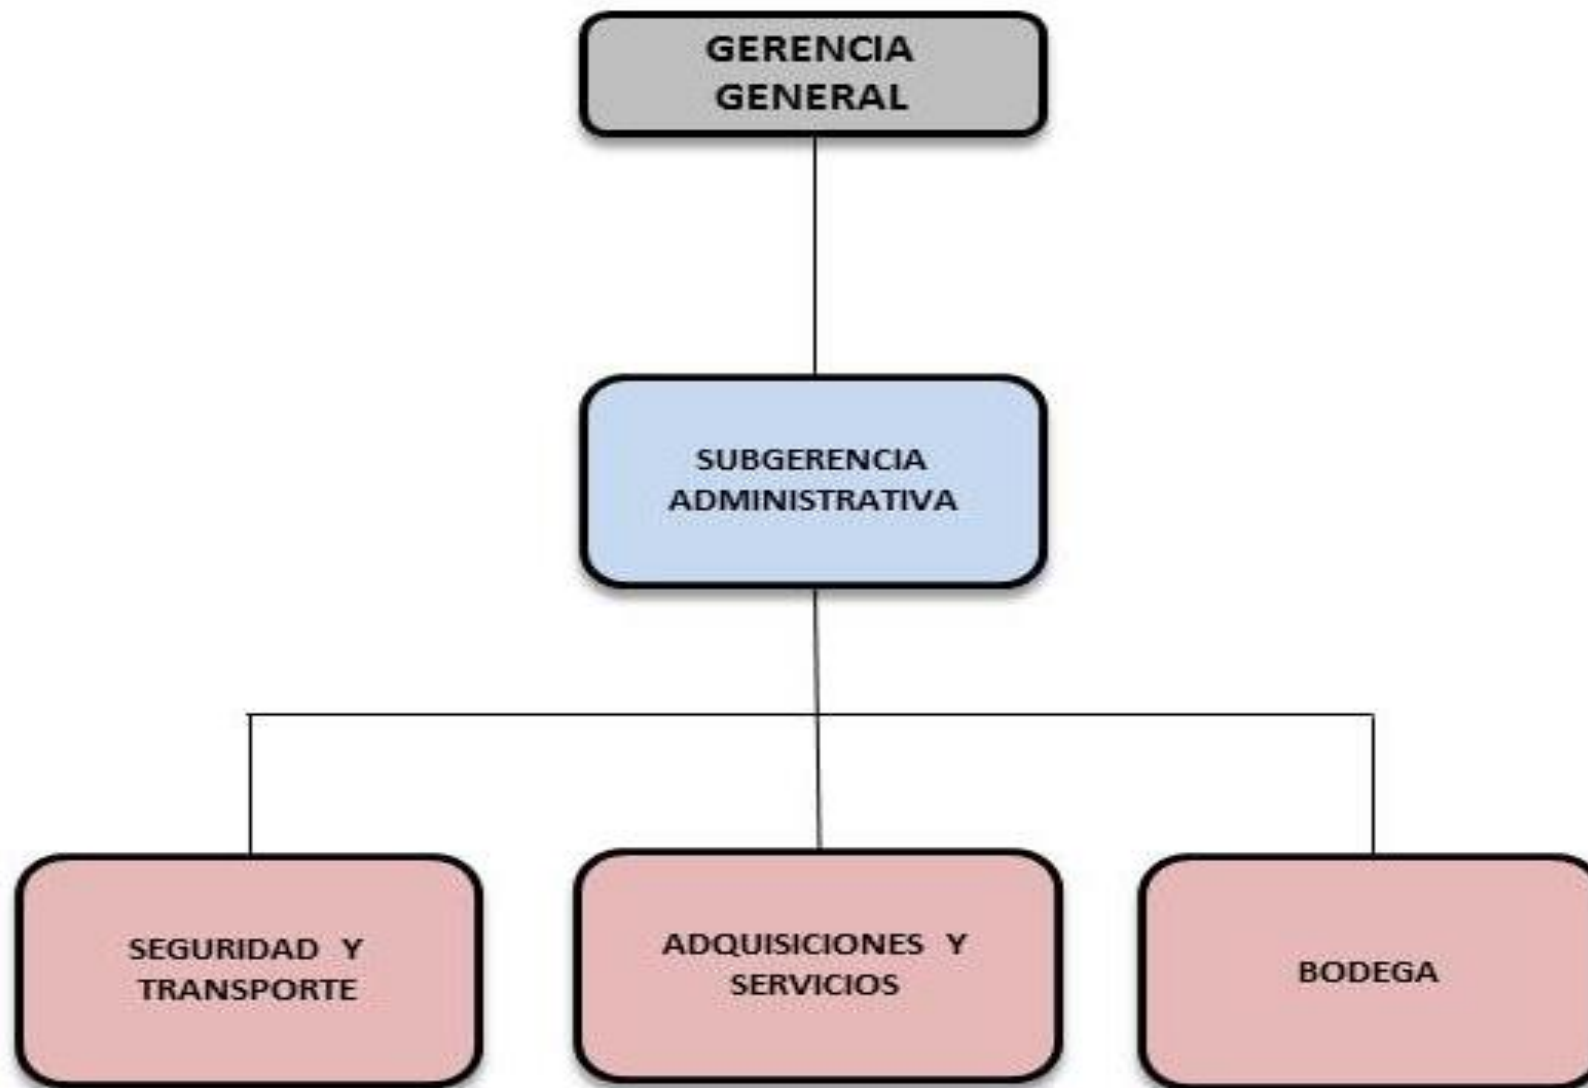 GERENCIA
GENERAL
SUBGERENCIA
ADMINISTRATIVA
SEGURIDAD Y
TRANSPORTE
ADQUISICIONES Y
SERVICIOS
BODEGA